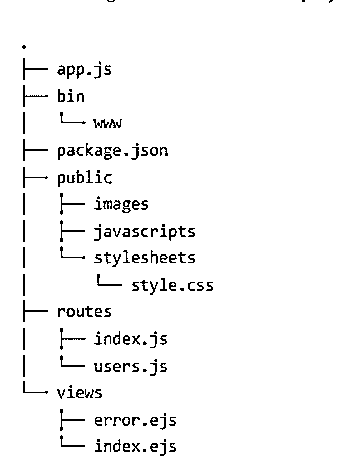 .
├── app.js
├── bin
│   └── www
├── package.json
├── public
│   ├── images
│   ├── javascripts
│   └── stylesheets
│       └── style.css
├── routes
│   ├── index.js
│   └── users.js
└── views
    ├── error.ejs
    └── index.ejs